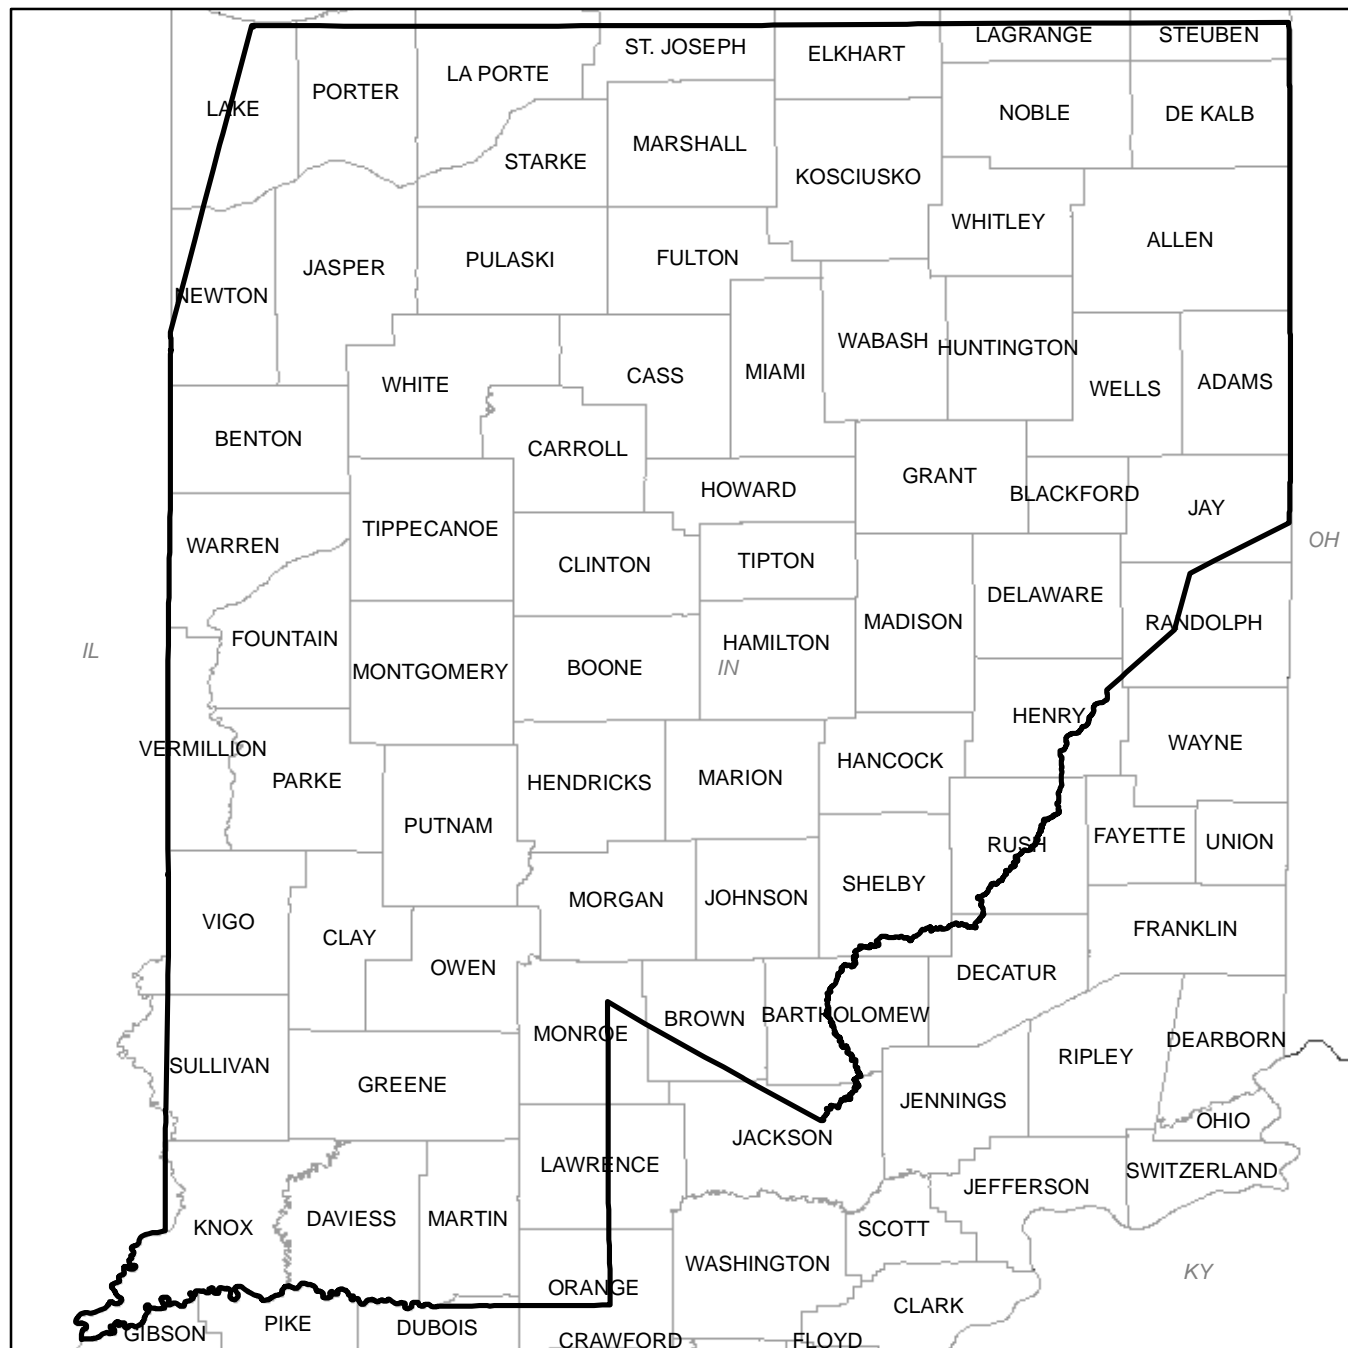 LAGRANGE
STEUBEN
ST. JOSEPH
ELKHART
LA PORTE
PORTER
LAKE
NOBLE
DE KALB
MARSHALL
STARKE
KOSCIUSKO
WHITLEY
ALLEN
FULTON
PULASKI
JASPER
NEWTON
WABASH
HUNTINGTON
MIAMI
CASS
WHITE
WELLS
ADAMS
BENTON
CARROLL
GRANT
HOWARD
BLACKFORD
JAY
TIPPECANOE
OH
WARREN
CLINTON
TIPTON
DELAWARE
MADISON
RANDOLPH
FOUNTAIN
HAMILTON
IL
BOONE
IN
MONTGOMERY
HENRY
WAYNE
VERMILLION
HANCOCK
MARION
PARKE
HENDRICKS
PUTNAM
FAYETTE
UNION
RUSH
SHELBY
MORGAN
JOHNSON
VIGO
FRANKLIN
CLAY
OWEN
DECATUR
BARTHOLOMEW
BROWN
MONROE
DEARBORN
RIPLEY
SULLIVAN
GREENE
JENNINGS
OHIO
JACKSON
LAWRENCE
SWITZERLAND
JEFFERSON
DAVIESS
MARTIN
KNOX
SCOTT
WASHINGTON
KY
ORANGE
CLARK
PIKE
DUBOIS
GIBSON
CRAWFORD
FLOYD